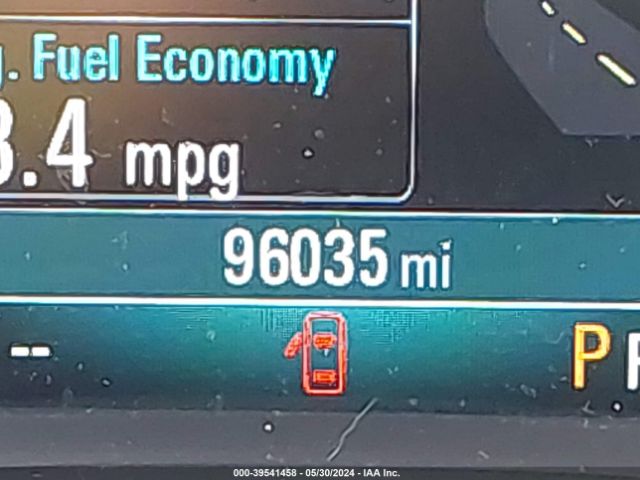 . Fuel Economy
.4 mpg
96035 mi
--
P
000-39541458 - 05/30/2024 - IAA Inc.